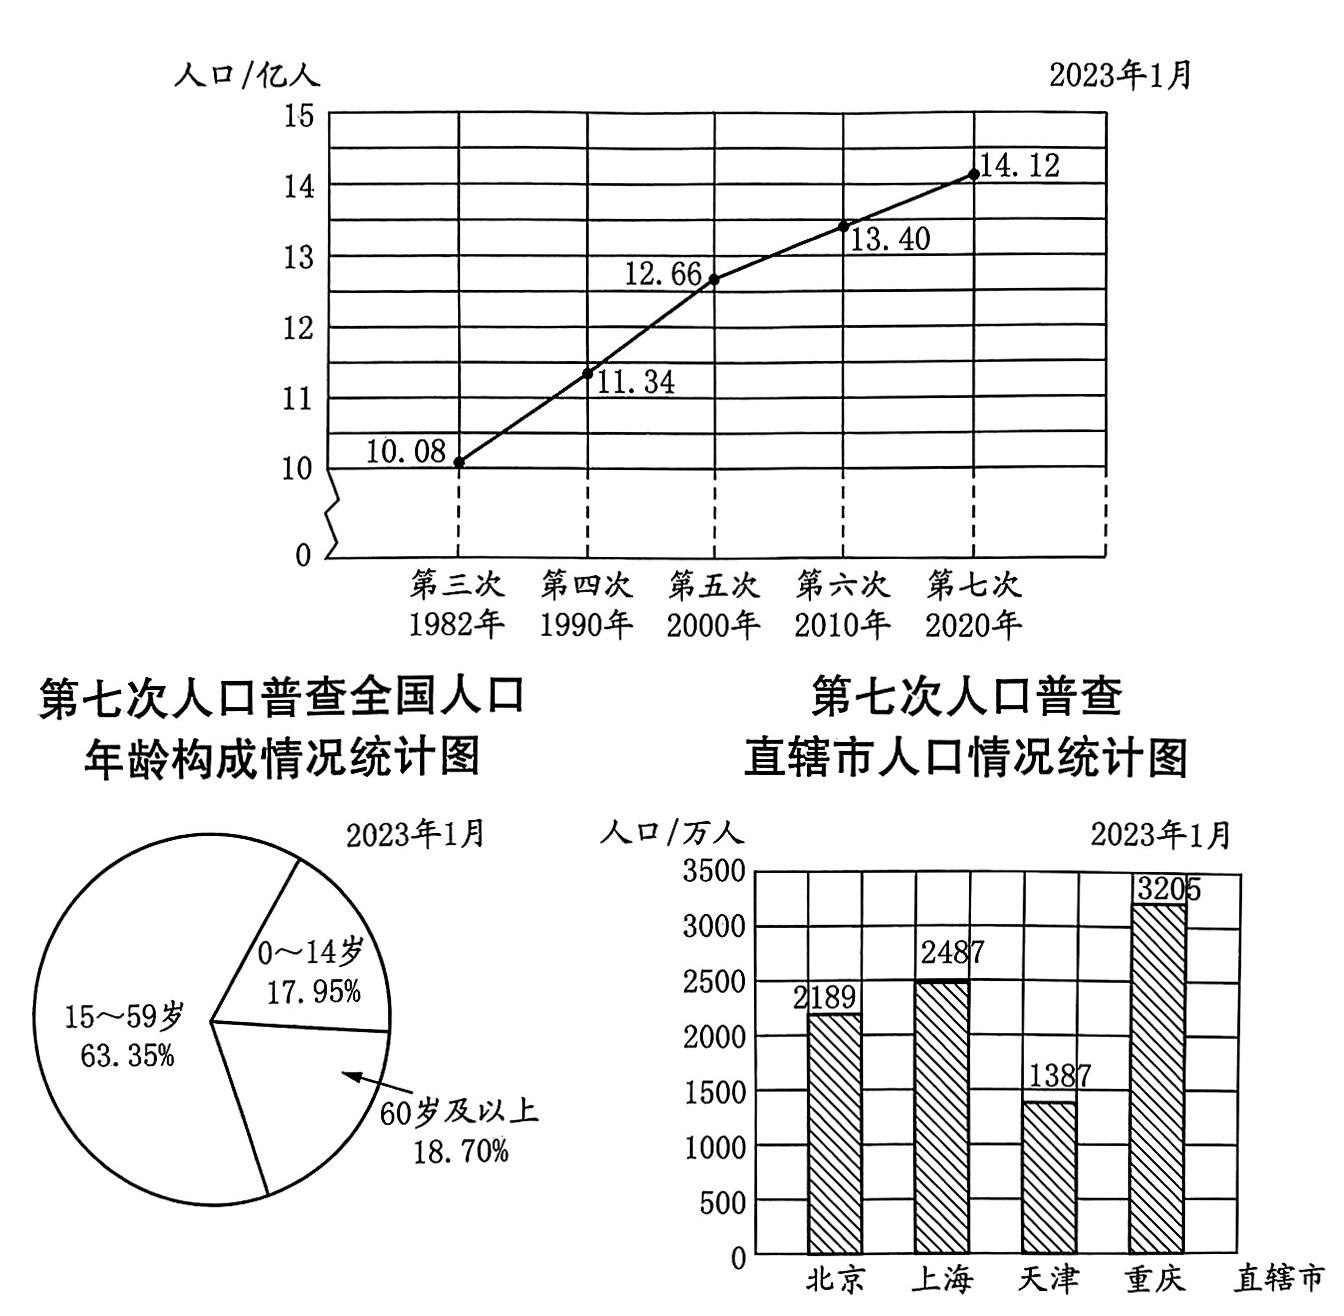 人口/亿人
2023年1月
15
14
13
12
11
10
0
14.12
13.40
12.66
11.34
10.08
第三次 第四次 第五次 第六次 第七次
1982年 1990年 2000年 2010年 2020年
第七次人口普查全国人口
年龄构成情况统计图
2023年1月
0～14岁
17.95%
15～59岁
63.35%
60岁及以上
18.70%
第七次人口普查
直辖市人口情况统计图
人口/万人
2023年1月
3500
3000
2500
2000
1500
1000
500
0
2189
2487
1387
3205
北京 上海 天津 重庆 直辖市